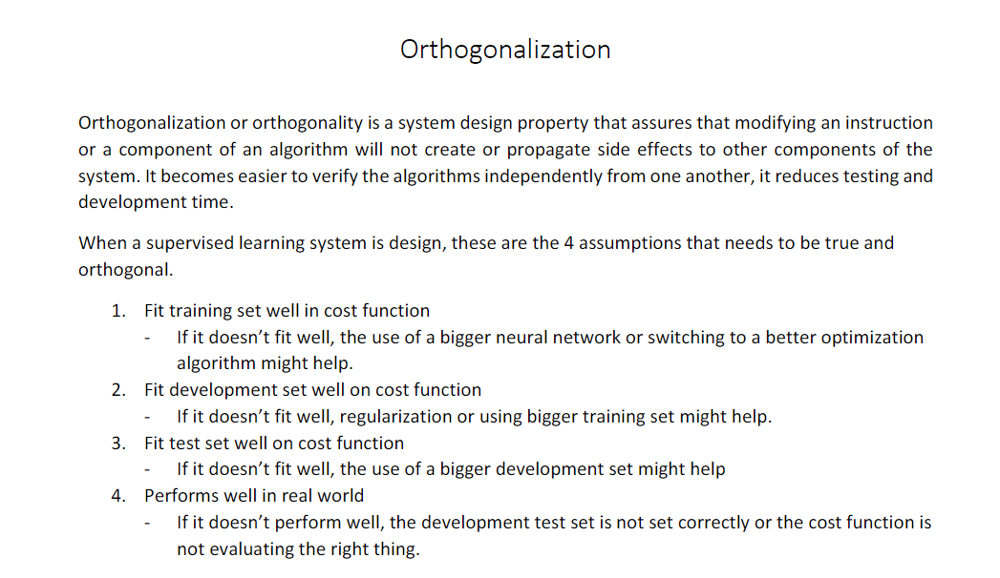 Orthogonalization
Orthogonalization or orthogonality is a system design property that assures that modifying an instruction
or a component of an algorithm will not create or propagate side effects to other components of the
system. It becomes easier to verify the algorithms independently from one another, it reduces testing and
development time.
When a supervised learning system is design, these are the 4 assumptions that needs to be true and
orthogonal.
1. Fit training set well in cost function
- If it doesn’t fit well, the use of a bigger neural network or switching to a better optimization
algorithm might help.
2. Fit development set well on cost function
- If it doesn’t fit well, regularization or using bigger training set might help.
3. Fit test set well on cost function
- If it doesn’t fit well, the use of a bigger development set might help
4. Performs well in real world
- If it doesn’t perform well, the development test set is not set correctly or the cost function is
not evaluating the right thing.